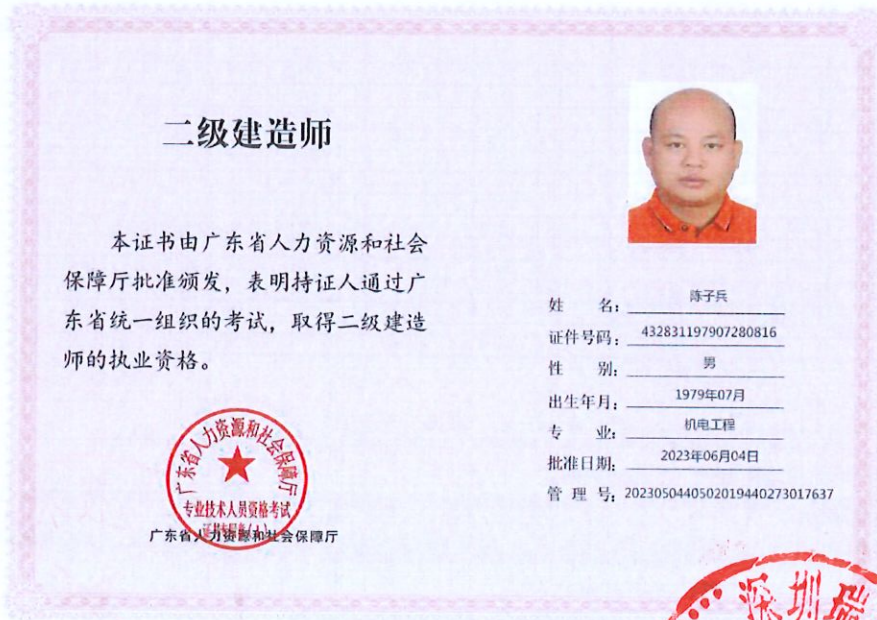 二级建造师
本证书由广东省人力资源和社会
保障厅批准颁发，表明持证人通过广
东省统一组织的考试，取得二级建造
师的执业资格。
广东省人力资源和社会保障厅
专业技术人员资格考试
广东省人力资源和社会保障厅
姓 名：陈子兵
证件号码：432831197907280816
性 别：男
出生年月：1979年07月
专 业：机电工程
批准日期：2023年06月04日
管 理 号：20230504405020194402730​17637
深圳瑞